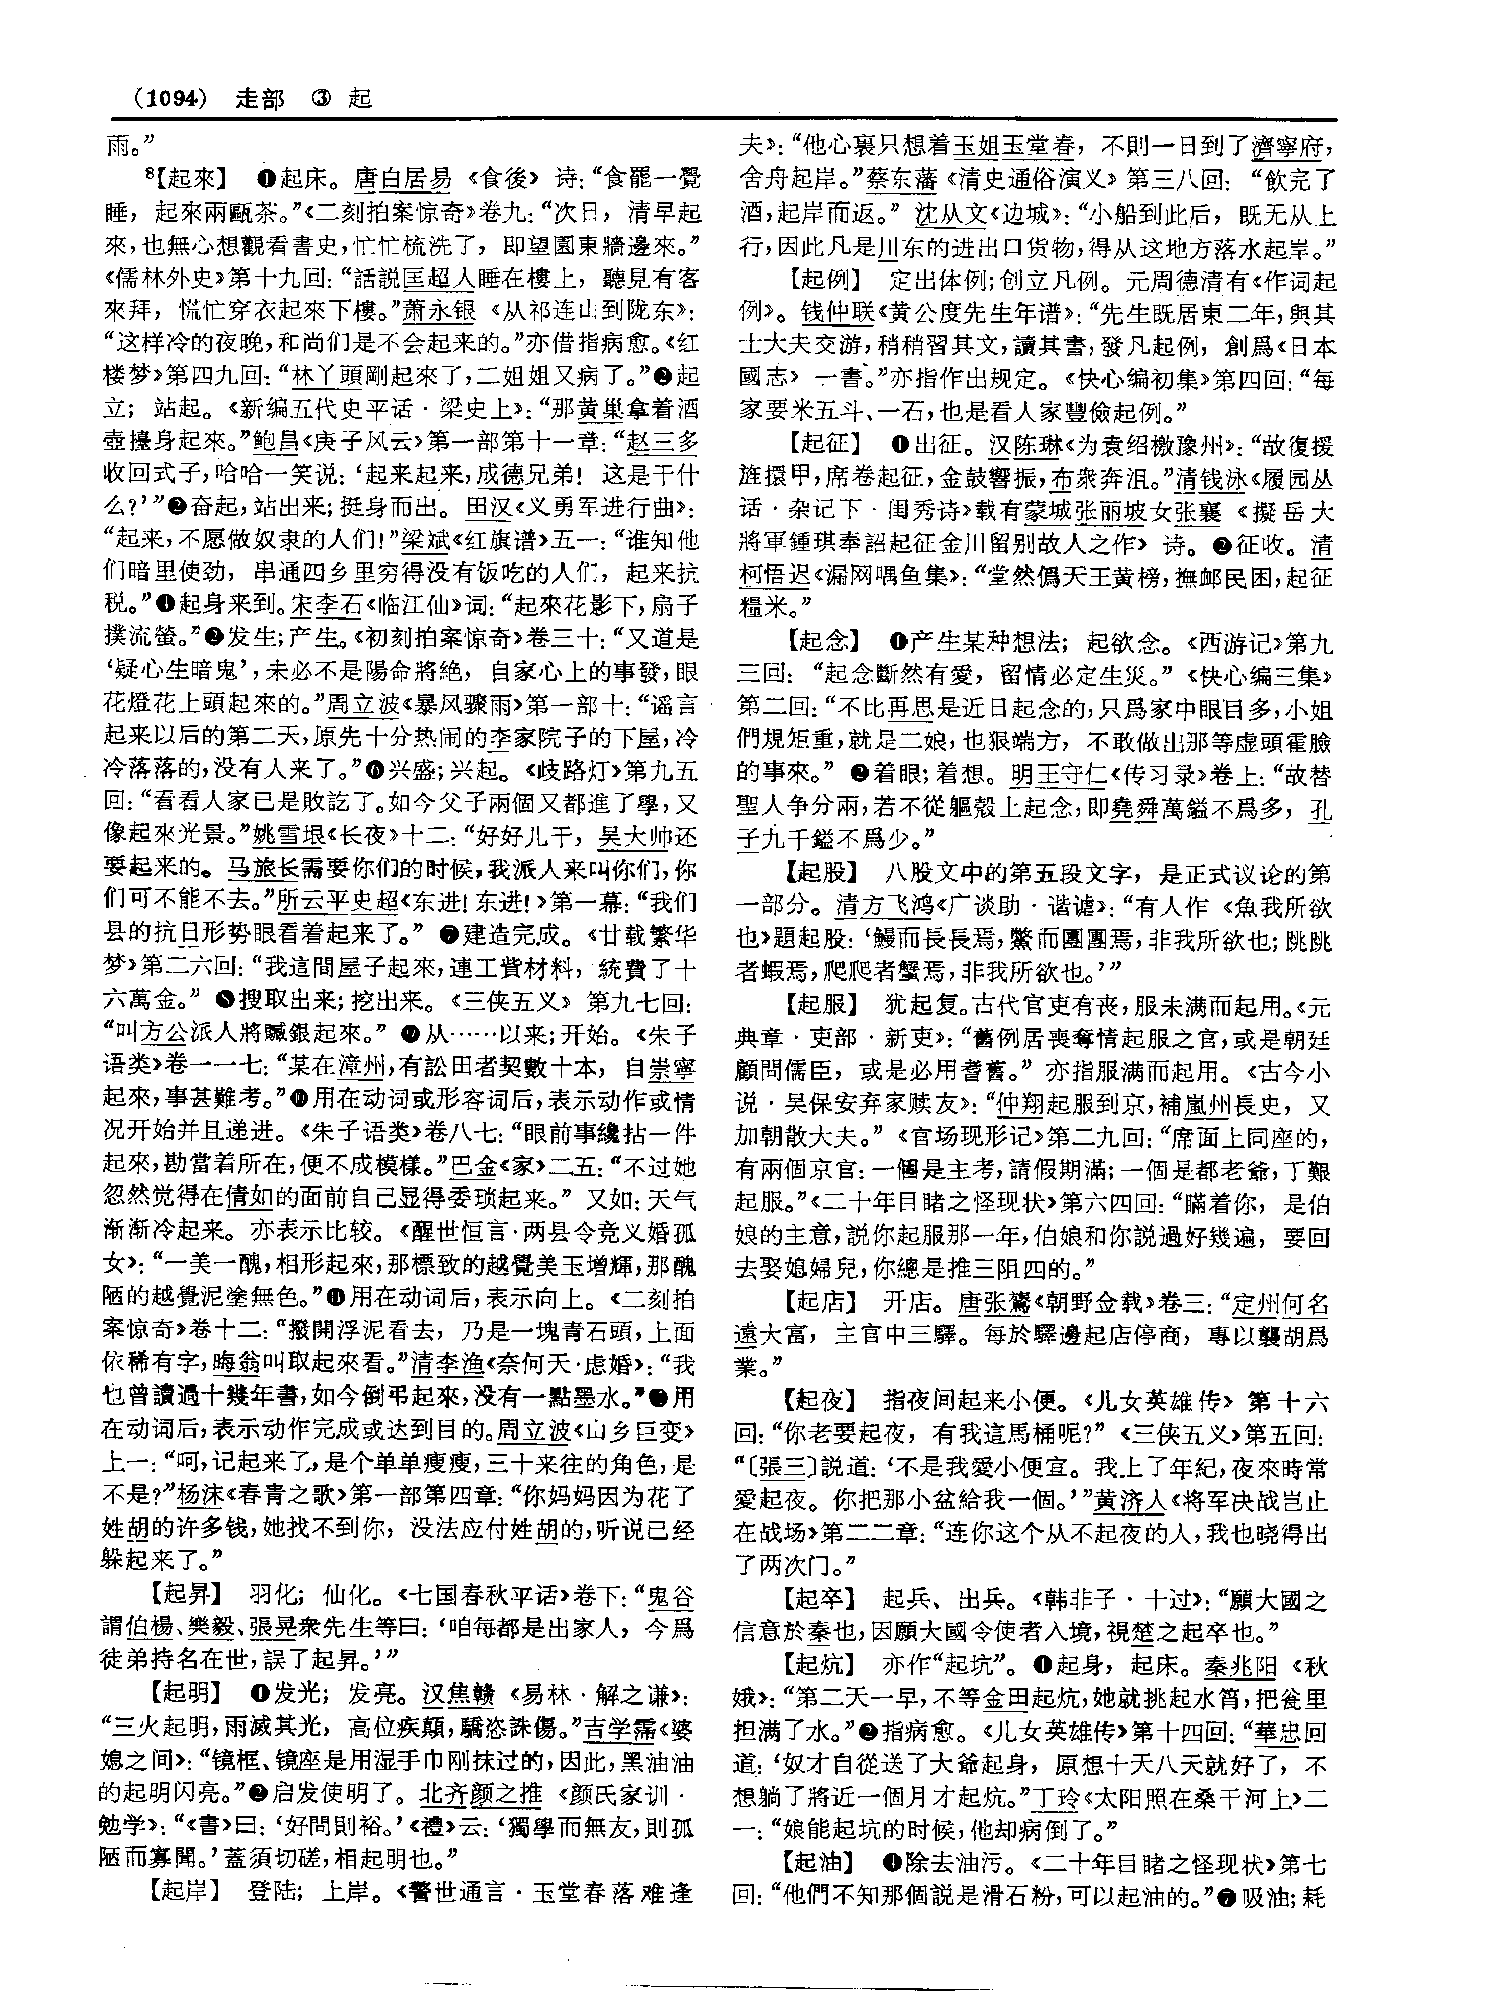 （1094） 走部 ③ 起
雨。”
⁸【起來】 ❶起床。唐白居易《食後》诗：“食罷一覺
睡，起來兩甌茶。”《二刻拍案惊奇》卷九：“次日，清早起
來，也無心想觀看書史，忙忙梳洗了，即望園東牆邊來。”
《儒林外史》第十九回：“話説匡超人睡在樓上，聽見有客
來拜，慌忙穿衣起來下樓。”萧永银《从祁连山到陇东》：
“这样冷的夜晚，和尚们是不会起来的。”亦借指病愈。《红
楼梦》第四九回：“林丫頭剛起來了，二姐姐又病了。”❷起
立；站起。《新编五代史平话·梁史上》：“那黄巢拿着酒
壺擡身起來。”鲍昌《庚子风云》第一部第十一章：“赵三多
收回式子，哈哈一笑说：‘起来起来，成德兄弟！这是干什
么？’”❷奋起，站出来；挺身而出。田汉《义勇军进行曲》：
“起来，不愿做奴隶的人们！”梁斌《红旗谱》五一：“谁知他
们暗里使劲，串通四乡里穷得没有饭吃的人们，起来抗
税。”❹起身来到。宋李石《临江仙》词：“起來花影下，扇子
撲流螢。”❷发生；产生。《初刻拍案惊奇》卷三十：“又道是
‘疑心生暗鬼’，未必不是陽命將絶，自家心上的事發，眼
花燈花上頭起來的。”周立波《暴风骤雨》第一部十：“谣言
起来以后的第二天，原先十分热闹的李家院子的下屋，冷
冷落落的，没有人来了。”❻兴盛；兴起。《歧路灯》第九五
回：“看看人家已是敗訖了。如今父子兩個又都進了學，又
像起來光景。”姚雪垠《长夜》十二：“好好儿干，吴大帅还
要起来的。马旅长需要你们的时候，我派人来叫你们，你
们可不能不去。”所云平史超《东进！东进！》第一幕：“我们
县的抗日形势眼看着起来了。”❼建造完成。《廿载繁华
梦》第二六回：“我這間屋子起來，連工貲材料，統費了十
六萬金。”❽搜取出来；挖出来。《三侠五义》第九七回：
“叫方公派人將贓銀起來。”❾从……以来；开始。《朱子
语类》卷一一七：“某在漳州，有訟田者契數十本，自崇寧
起來，事甚難考。”❿用在动词或形容词后，表示动作或情
况开始并且递进。《朱子语类》卷八七：“眼前事纔拈一件
起來，勘當着所在，便不成模樣。”巴金《家》二五：“不过她
忽然觉得在倩如的面前自己显得委琐起来。”又如：天气
渐渐冷起来。亦表示比较。《醒世恒言·两县令竞义婚孤
女》：“一美一醜，相形起來，那標致的越覺美玉增輝，那醜
陋的越覺泥塗無色。”⓫用在动词后，表示向上。《二刻拍
案惊奇》卷十二：“撥開浮泥看去，乃是一塊青石頭，上面
依稀有字，晦翁叫取起來看。”清李渔《奈何天·虑婚》：“我
也曾讀過十幾年書，如今倒弔起來，没有一點墨水。”⓬用
在动词后，表示动作完成或达到目的。周立波《山乡巨变》
上一：“呵，记起来了，是个单单瘦瘦，三十来往的角色，是
不是？”杨沫《春青之歌》第一部第四章：“你妈妈因为花了
姓胡的许多钱，她找不到你，没法应付姓胡的，听说已经
躲起来了。”
【起昇】 羽化；仙化。《七国春秋平话》卷下：“鬼谷
謂伯楊、樂毅、張晃衆先生等曰：‘咱每都是出家人，今爲
徒弟持名在世，誤了起昇。’”
【起明】 ❶发光；发亮。汉焦赣《易林·解之谦》：
“三火起明，雨滅其光，高位疾顛，驕恣誅傷。”吉学霈《婆
媳之间》：“镜框、镜座是用湿手巾刚抹过的，因此，黑油油
的起明闪亮。”❷启发使明了。北齐颜之推《颜氏家训·
勉学》：“《書》曰：‘好問則裕。’《禮》云：‘獨學而無友，則孤
陋而寡聞。’蓋須切磋，相起明也。”
【起岸】 登陆；上岸。《警世通言·玉堂春落难逢
夫》：“他心裏只想着玉姐玉堂春，不則一日到了濟寧府，
舍舟起岸。”蔡东藩《清史通俗演义》第三八回：“飲完了
酒，起岸而返。”沈从文《边城》：“小船到此后，既无从上
行，因此凡是川东的进出口货物，得从这地方落水起岸。”
【起例】 定出体例；创立凡例。元周德清有《作词起
例》。钱仲联《黄公度先生年谱》：“先生既居東二年，與其
士大夫交游，稍稍習其文，讀其書，發凡起例，創爲《日本
國志》一書。”亦指作出规定。《快心编初集》第四回：“每
家要米五斗、一石，也是看人家豐儉起例。”
【起征】 ❶出征。汉陈琳《为袁绍檄豫州》：“故復援
旌擐甲，席卷起征，金鼓響振，布衆奔沮。”清钱泳《履园丛
话·杂记下·闺秀诗》载有蒙城张丽坡女张襄《擬岳大
將軍鍾琪奉詔起征金川留别故人之作》诗。❷征收。清
柯悟迟《漏网喁鱼集》：“堂然僞天王黄榜，撫卹民困，起征
糧米。”
【起念】 ❶产生某种想法；起欲念。《西游记》第九
三回：“起念斷然有愛，留情必定生災。”《快心编三集》
第二回：“不比再思是近日起念的，只爲家中眼目多，小姐
們規矩重，就是二娘，也狠端方，不敢做出那等虚頭霍臉
的事來。”❷着眼；着想。明王守仁《传习录》卷上：“故替
聖人争分兩，若不從軀殼上起念，即堯舜萬鎰不爲多，孔
子九千鎰不爲少。”
【起股】 八股文中的第五段文字，是正式议论的第
一部分。清方飞鸿《广谈助·谐谑》：“有人作《魚我所欲
也》題起股：‘鰻而長長焉，鱉而團團焉，非我所欲也；跳跳
者蝦焉，爬爬者蟹焉，非我所欲也。’”
【起服】 犹起复。古代官吏有丧，服未满而起用。《元
典章·吏部·新吏》：“舊例居喪奪情起服之官，或是朝廷
顧問儒臣，或是必用耆舊。”亦指服满而起用。《古今小
说·吴保安弃家赎友》：“仲翔起服到京，補嵐州長史，又
加朝散大夫。”《官场现形记》第二九回：“席面上同座的，
有兩個京官：一個是主考，請假期滿；一個是都老爺，丁艱
起服。”《二十年目睹之怪现状》第六四回：“瞞着你，是伯
娘的主意，説你起服那一年，伯娘和你説過好幾遍，要回
去娶媳婦兒，你總是推三阻四的。”
【起店】 开店。唐张鷟《朝野佥载》卷三：“定州何名
遠大富，主官中三驛。每於驛邊起店停商，專以襲胡爲
業。”
【起夜】 指夜间起来小便。《儿女英雄传》第十六
回：“你老要起夜，有我這馬桶呢？”《三侠五义》第五回：
“〔張三〕説道：‘不是我愛小便宜。我上了年紀，夜來時常
愛起夜。你把那小盆給我一個。’”黄济人《将军决战岂止
在战场》第二二章：“连你这个从不起夜的人，我也晓得出
了两次门。”
【起卒】 起兵、出兵。《韩非子·十过》：“願大國之
信意於秦也，因願大國令使者入境，視楚之起卒也。”
【起炕】 亦作“起坑”。❶起身，起床。秦兆阳《秋
娥》：“第二天一早，不等金田起炕，她就挑起水筲，把瓮里
担满了水。”❷指病愈。《儿女英雄传》第十四回：“華忠回
道：‘奴才自從送了大爺起身，原想十天八天就好了，不
想躺了將近一個月才起炕。”丁玲《太阳照在桑干河上》二
一：“娘能起坑的时候，他却病倒了。”
【起油】 ❶除去油污。《二十年目睹之怪现状》第七
回：“他們不知那個説是滑石粉，可以起油的。”❷吸油；耗